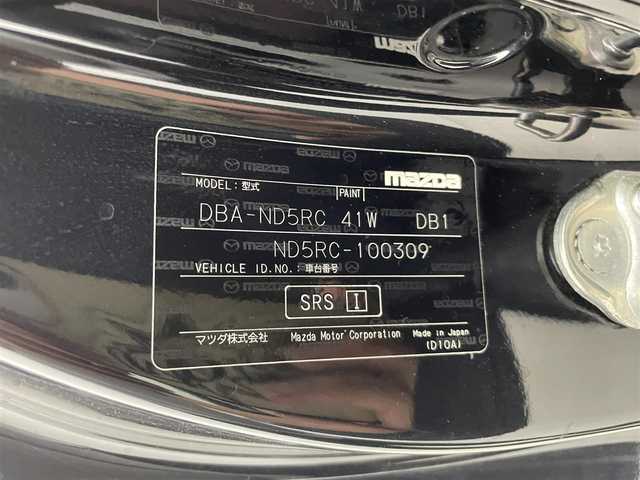 mazda
MODEL:型式 PAINT
DBA-ND5RC 41W DB1
ND5RC-100309
VEHICLE ID.NO.:車台番号
SRS I
マツダ株式会社 Mazda Motor Corporation Made in Japan
(D10A)